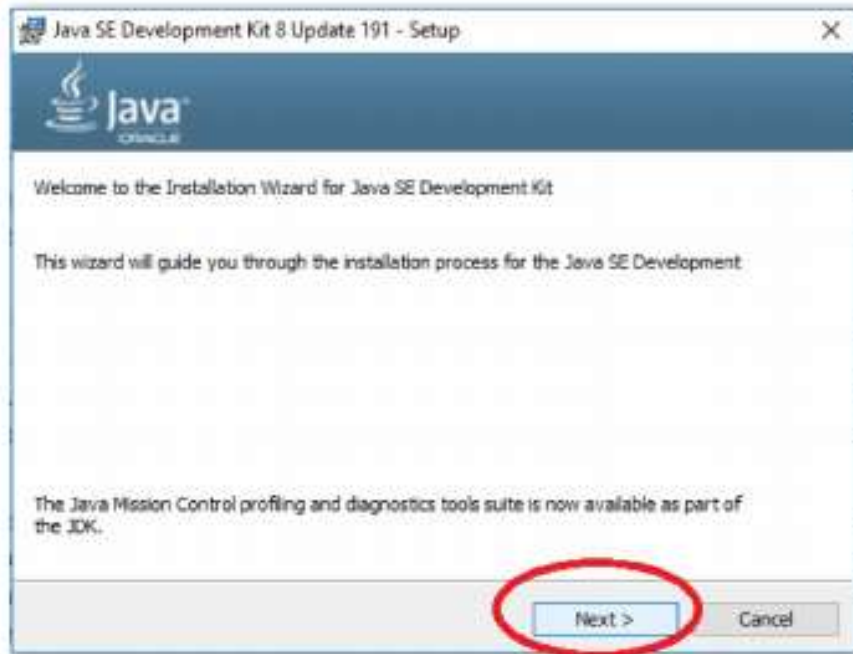 Java SE Development Kit 8 Update 191 - Setup
Java
ORACLE
Welcome to the Installation Wizard for Java SE Development Kit
This wizard will guide you through the installation process for the Java SE Development
The Java Mission Control profiling and diagnostics tools suite is now available as part of
the JDK.
Next >
Cancel